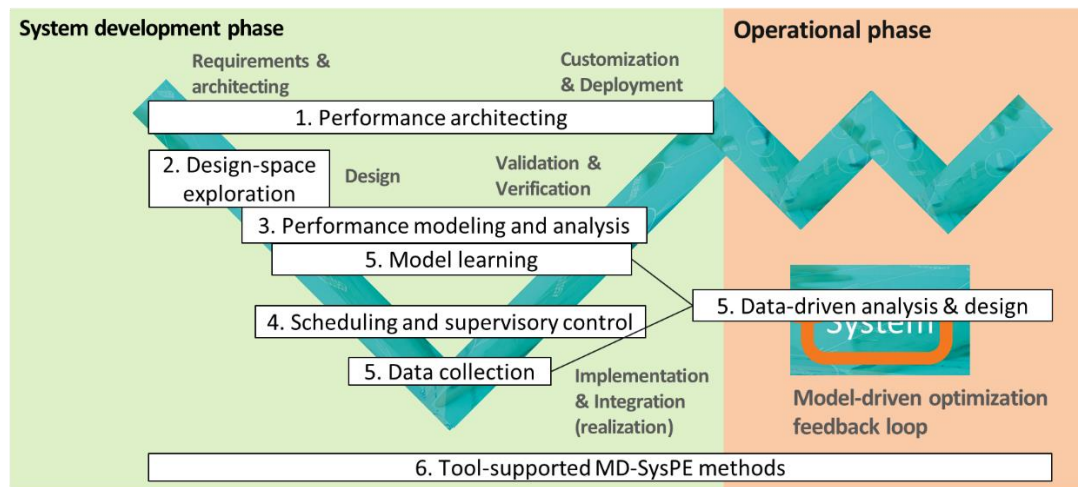 System development phase
Operational phase
Requirements &
architecting
Customization
& Deployment
1. Performance architecting
2. Design-space
exploration
Design
Validation &
Verification
3. Performance modeling and analysis
5. Model learning
5. Data-driven analysis & design
System
4. Scheduling and supervisory control
5. Data collection
Implementation
& Integration
(realization)
Model-driven optimization
feedback loop
6. Tool-supported MD-SysPE methods